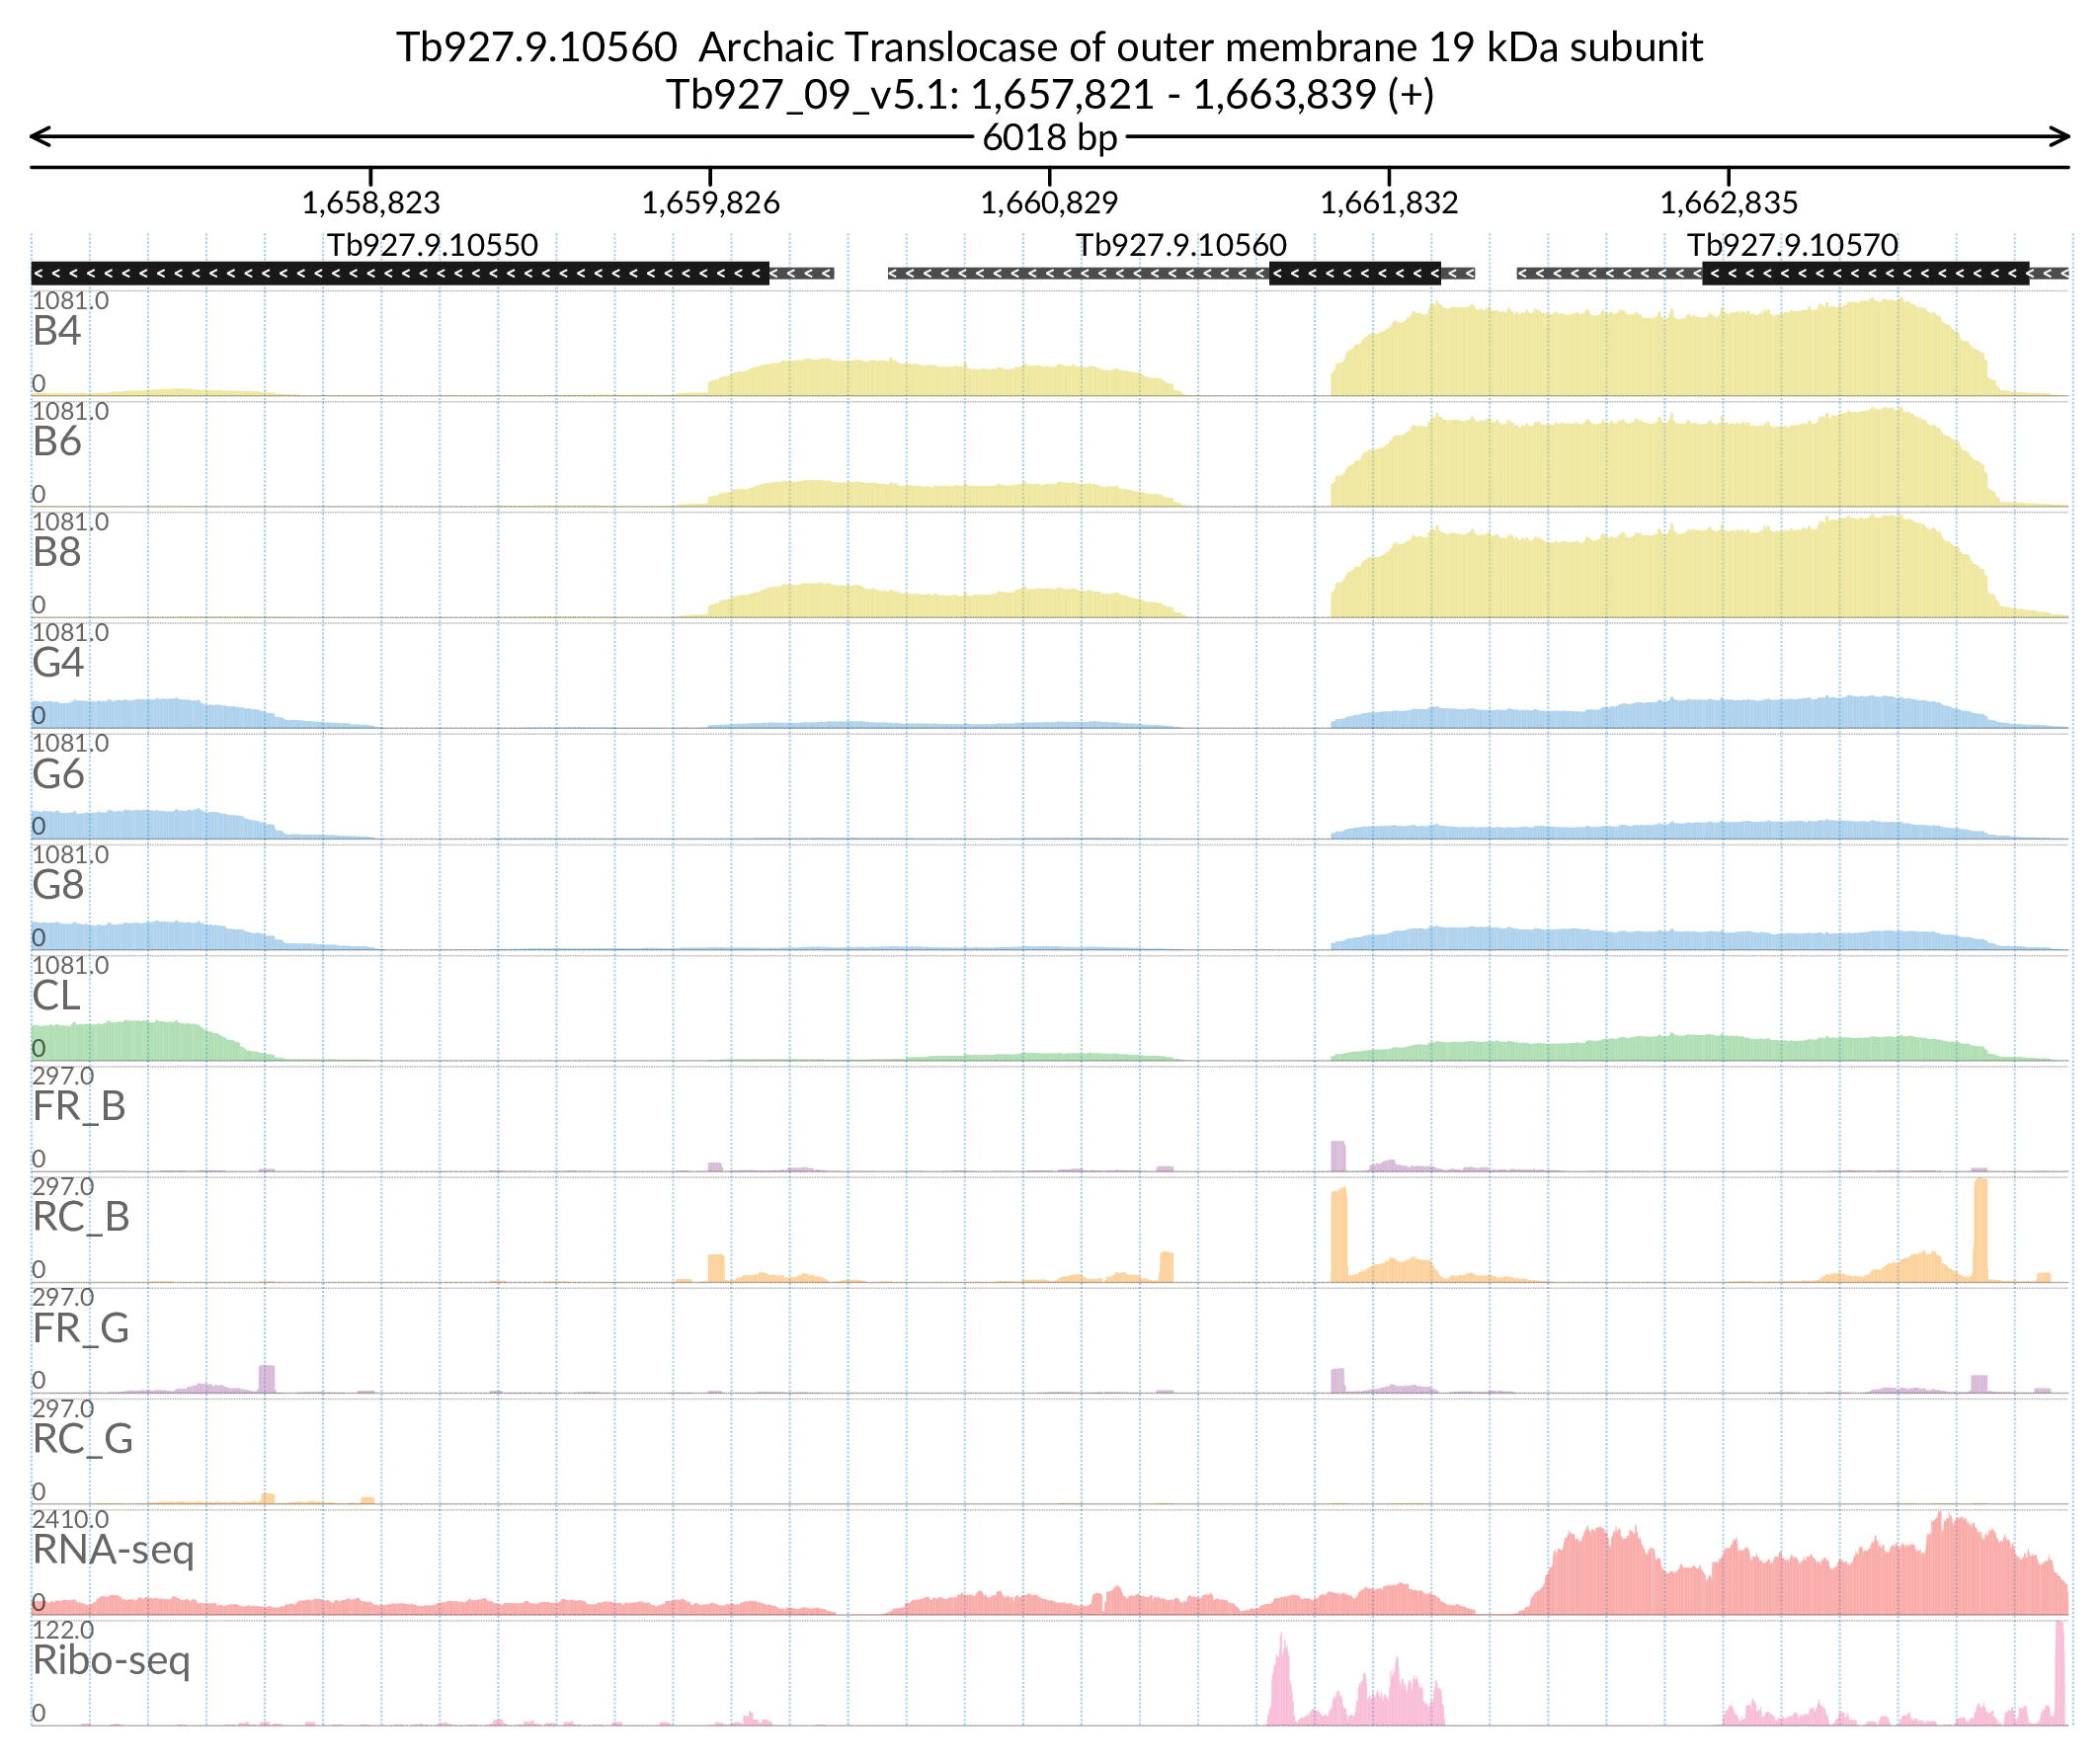 Tb927.9.10560 Archaic Translocase of outer membrane 19 kDa subunit
Tb927_09_v5.1: 1,657,821 - 1,663,839 (+)
6018 bp
1,658,823 1,659,826 1,660,829 1,661,832 1,662,835
Tb927.9.10550 Tb927.9.10560 Tb927.9.10570
1081.0
B4
0
1081.0
B6
0
1081.0
B8
0
1081.0
G4
0
1081.0
G6
0
1081.0
G8
0
1081.0
CL
0
297.0
FR_B
0
297.0
RC_B
0
297.0
FR_G
0
297.0
RC_G
0
2410.0
RNA-seq
0
122.0
Ribo-seq
0